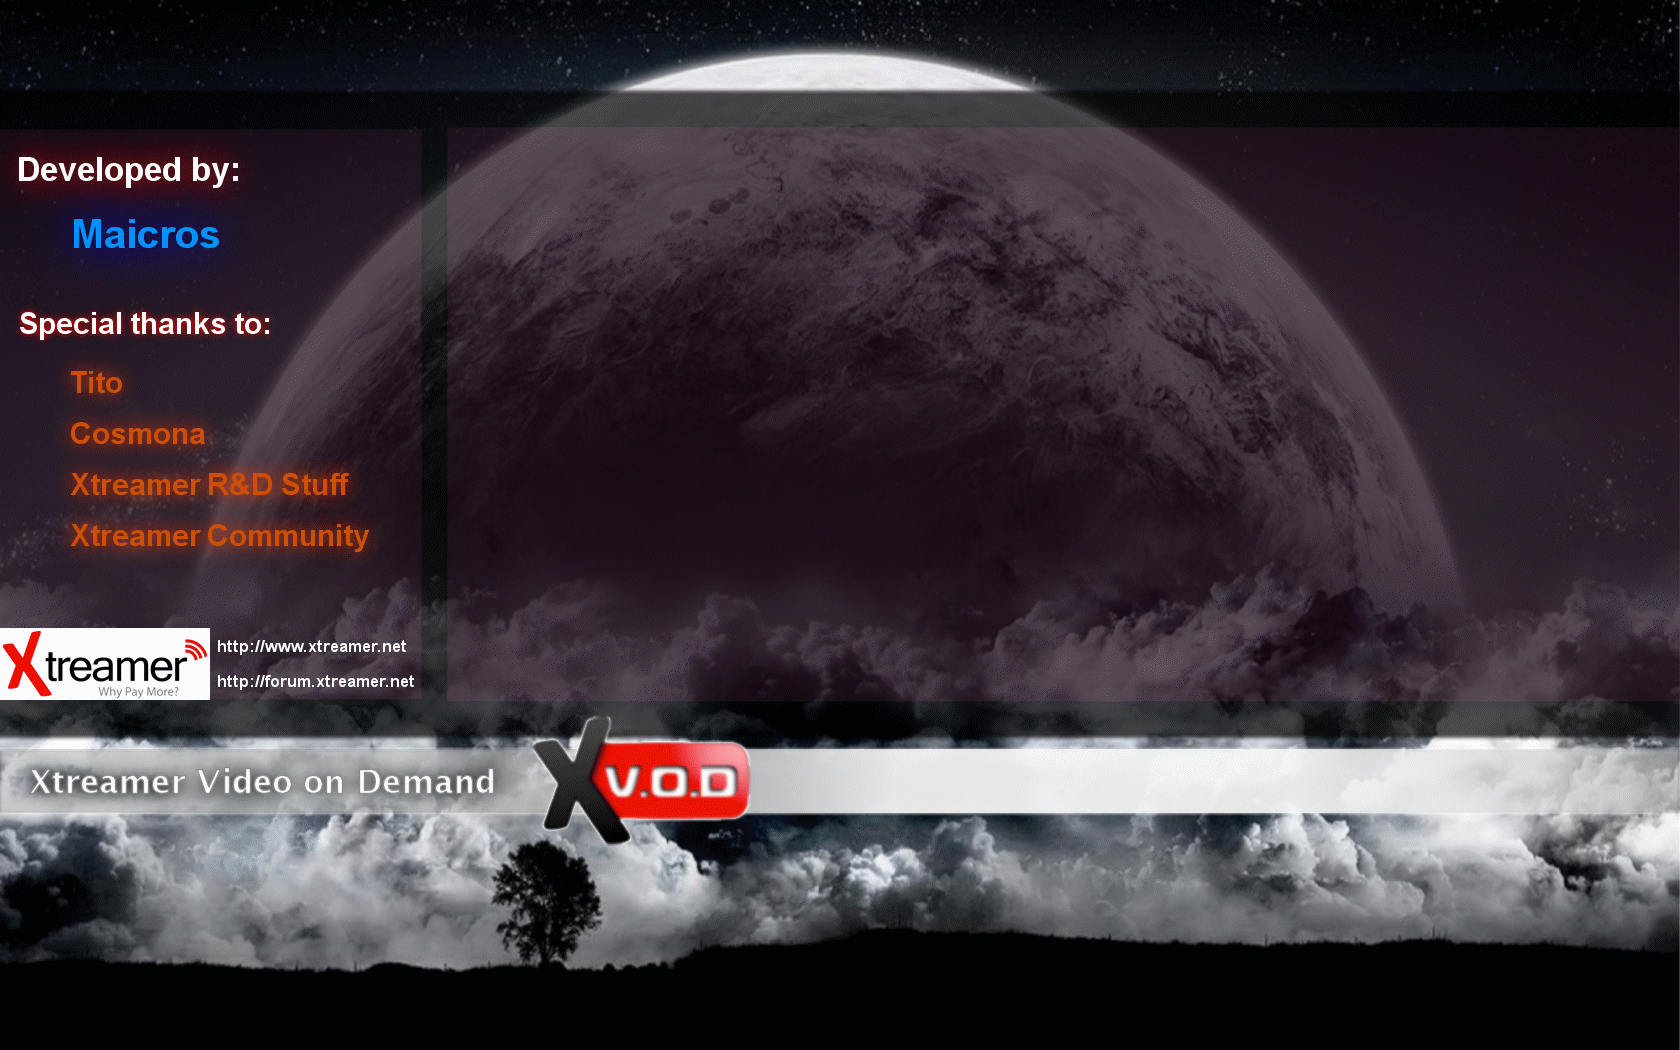 Developed by:
Maicros
Special thanks to:
Tito
Cosmona
Xtreamer R&D Stuff
Xtreamer Community
Xtreamer
Why Pay More?
http://www.xtreamer.net
http://forum.xtreamer.net
Xtreamer Video on Demand
X V.O.D